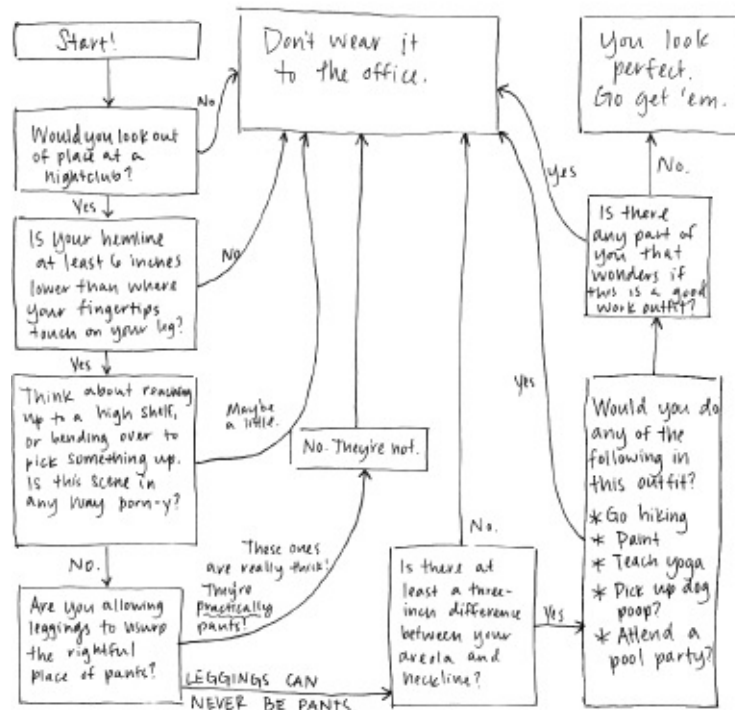 Start!
Don't wear it
to the office.
You look
perfect.
Go get 'em.
No
Would you look out
of place at a
nightclub?
Yes
Is your hemline
at least 6 inches
lower than where
your fingertips
touch on your leg?
No
Yes
Think about reaching
up to a high shelf,
or bending over to
pick something up.
Is this scene in
any way porn-y?
Maybe
a little.
No.
Are you allowing
leggings to usurp
the rightful
place of pants?
These ones
are really thick!
They're
practically
pants!
No. They're not.
LEGGINGS CAN
NEVER BE PANTS
Is there at
least a three-
inch difference
between your
areola and
neckline?
No.
Yes
Would you do
any of the
following in
this outfit?
* Go hiking
* Paint
* Teach yoga
* Pick up dog
poop?
* Attend a
pool party?
yes
Is there
any part of
you that
wonders if
this is a good
work outfit?
yes
No.